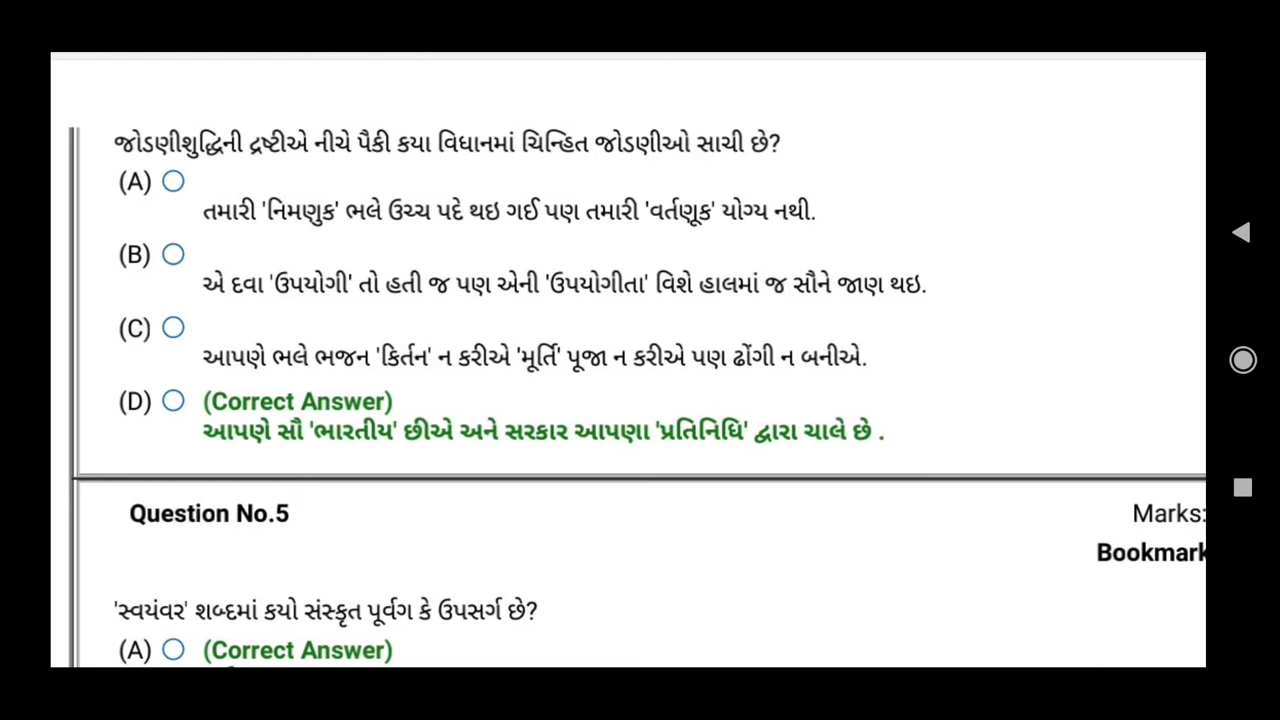 જોડણીશુદ્ધિની દ્રષ્ટીએ નીચે પૈકી કયા વિધાનમાં ચિન્હિત જોડણીઓ સાચી છે?
(A)
તમારી 'નિમણુક' ભલે ઉચ્ચ પદે થઇ ગઈ પણ તમારી 'વર્તણૂક' યોગ્ય નથી.
(B)
એ દવા 'ઉપયોગી' તો હતી જ પણ એની 'ઉપયોગીતા' વિશે હાલમાં જ સૌને જાણ થઇ.
(C)
આપણે ભલે ભજન 'કિર્તન' ન કરીએ 'મૂર્તિ' પૂજા ન કરીએ પણ ઢોંગી ન બનીએ.
(D) (Correct Answer)
આપણે સૌ 'ભારતીય' છીએ અને સરકાર આપણા 'પ્રતિનિધિ' દ્વારા ચાલે છે .
Question No.5 Marks:
Bookmark
'સ્વયંવર' શબ્દમાં કયો સંસ્કૃત પૂર્વગ કે ઉપસર્ગ છે?
(A) (Correct Answer)